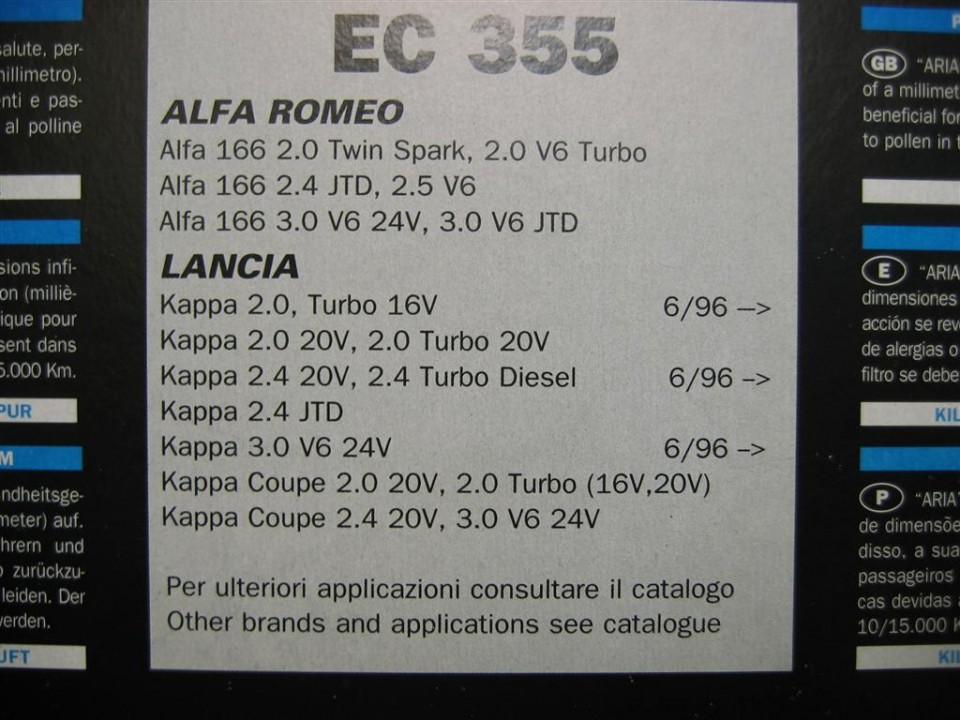 EC 355
ALFA ROMEO
Alfa 166 2.0 Twin Spark, 2.0 V6 Turbo
Alfa 166 2.4 JTD, 2.5 V6
Alfa 166 3.0 V6 24V, 3.0 V6 JTD
LANCIA
Kappa 2.0, Turbo 16V 6/96 -->
Kappa 2.0 20V, 2.0 Turbo 20V
Kappa 2.4 20V, 2.4 Turbo Diesel 6/96 ->
Kappa 2.4 JTD
Kappa 3.0 V6 24V 6/96 ->
Kappa Coupe 2.0 20V, 2.0 Turbo (16V,20V)
Kappa Coupe 2.4 20V, 3.0 V6 24V
Per ulteriori applicazioni consultare il catalogo
Other brands and applications see catalogue
salute, per-
millimetro).
nti e pas-
al polline
sions infi-
on (milliè-
ique pour
sent dans
5.000 Km.
PUR
M
ndheitsge-
meter) auf.
hrern und
o zurückzu-
leiden. Der
verden.
UFT
P
GB "ARIA
of a millimet
beneficial for
to pollen in t
E "ARIA
dimensiones
acción se rev
de alergias o
filtro se debe
KIL
P "ARIA"
de dimensõe
disso, a sua
passageiros
cas devidas a
10/15.000 K
KI